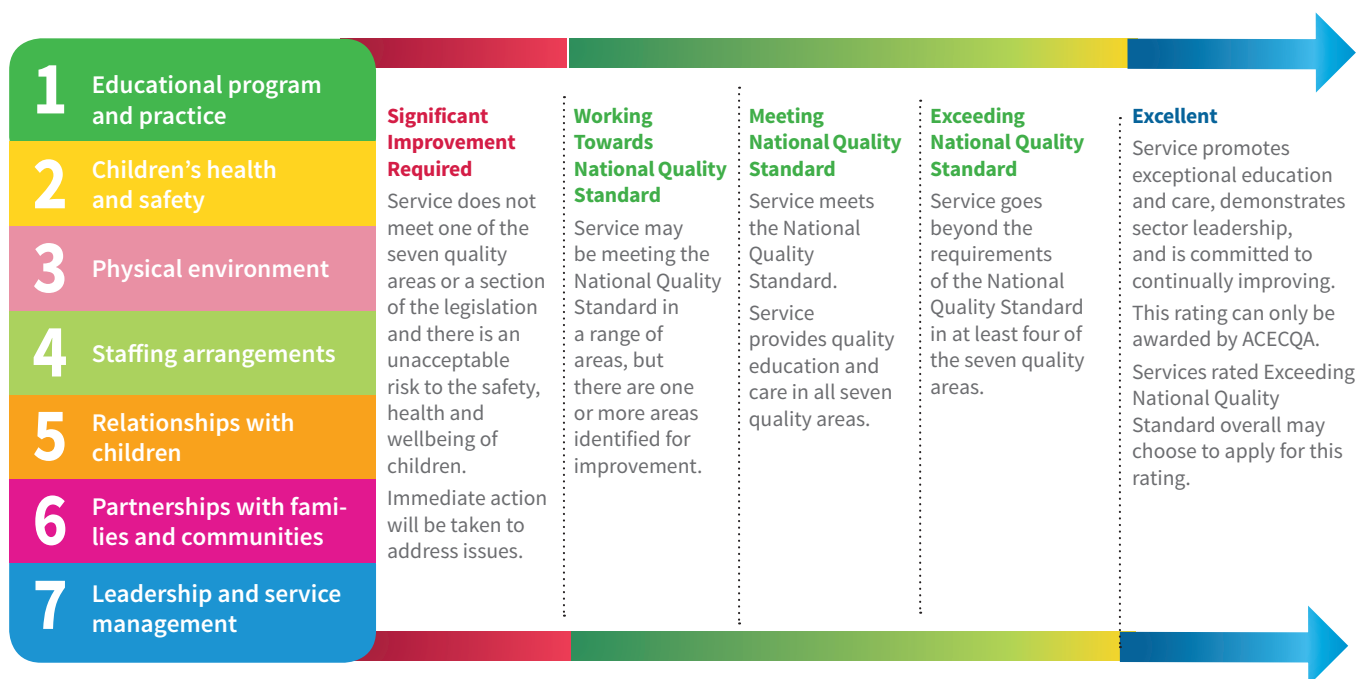 1
Educational program
and practice
2
Children’s health
and safety
3
Physical environment
4
Staffing arrangements
5
Relationships with
children
6
Partnerships with fami-
lies and communities
7
Leadership and service
management
Significant
Improvement
Required
Service does not
meet one of the
seven quality
areas or a section
of the legislation
and there is an
unacceptable
risk to the safety,
health and
wellbeing of
children.
Immediate action
will be taken to
address issues.
Working
Towards
National Quality
Standard
Service may
be meeting the
National Quality
Standard in
a range of
areas, but
there are one
or more areas
identified for
improvement.
Meeting
National Quality
Standard
Service meets
the National
Quality
Standard.
Service
provides quality
education and
care in all seven
quality areas.
Exceeding
National Quality
Standard
Service goes
beyond the
requirements
of the National
Quality Standard
in at least four of
the seven quality
areas.
Excellent
Service promotes
exceptional education
and care, demonstrates
sector leadership,
and is committed to
continually improving.
This rating can only be
awarded by ACECQA.
Services rated Exceeding
National Quality
Standard overall may
choose to apply for this
rating.